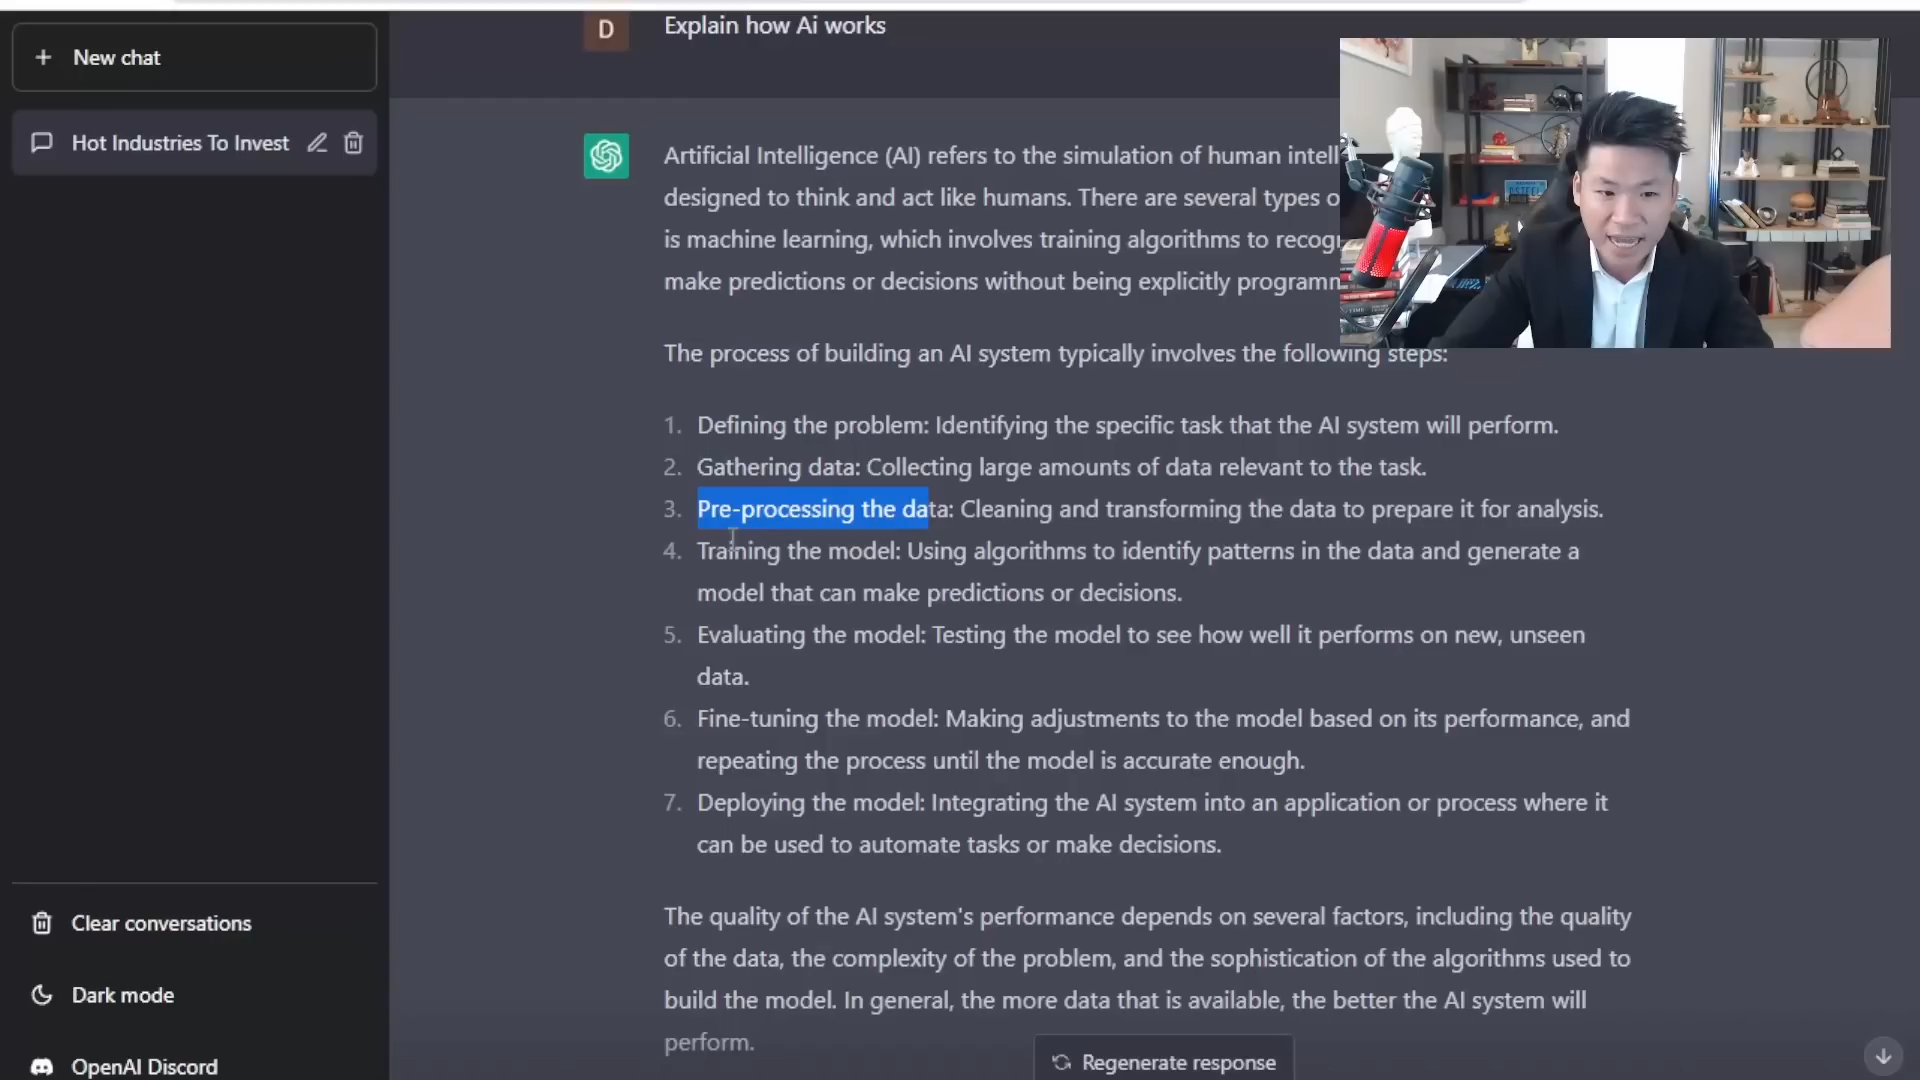 New chat
Hot Industries To Invest
Clear conversations
Dark mode
OpenAI Discord
D
Explain how Ai works
Artificial Intelligence (AI) refers to the simulation of human intell
designed to think and act like humans. There are several types o
is machine learning, which involves training algorithms to recog
make predictions or decisions without being explicitly programm
The process of building an AI system typically involves the following steps:
1. Defining the problem: Identifying the specific task that the AI system will perform.
2. Gathering data: Collecting large amounts of data relevant to the task.
3. Pre-processing the data: Cleaning and transforming the data to prepare it for analysis.
4. Training the model: Using algorithms to identify patterns in the data and generate a
model that can make predictions or decisions.
5. Evaluating the model: Testing the model to see how well it performs on new, unseen
data.
6. Fine-tuning the model: Making adjustments to the model based on its performance, and
repeating the process until the model is accurate enough.
7. Deploying the model: Integrating the AI system into an application or process where it
can be used to automate tasks or make decisions.
The quality of the AI system's performance depends on several factors, including the quality
of the data, the complexity of the problem, and the sophistication of the algorithms used to
build the model. In general, the more data that is available, the better the AI system will
perform.
Regenerate response